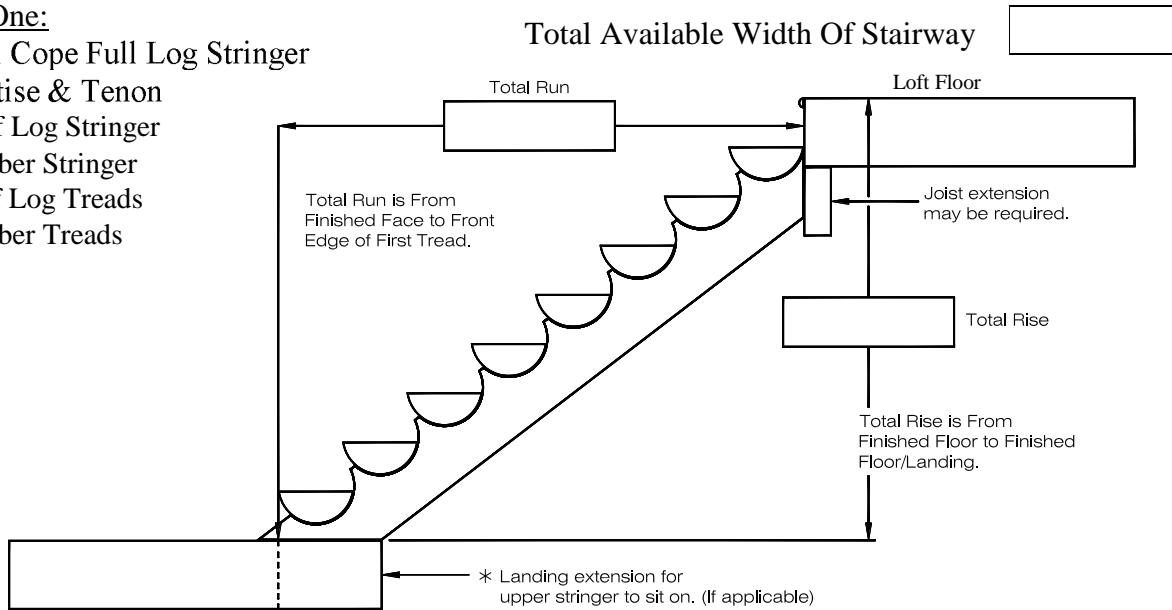 One:
Cope Full Log Stringer
tise & Tenon
f Log Stringer
ber Stringer
f Log Treads
ber Treads
Total Available Width Of Stairway
Total Run
Loft Floor
Total Run is From
Finished Face to Front
Edge of First Tread.
Joist extension
may be required.
Total Rise
Total Rise is From
Finished Floor to Finished
Floor/Landing.
* Landing extension for
upper stringer to sit on. (If applicable)